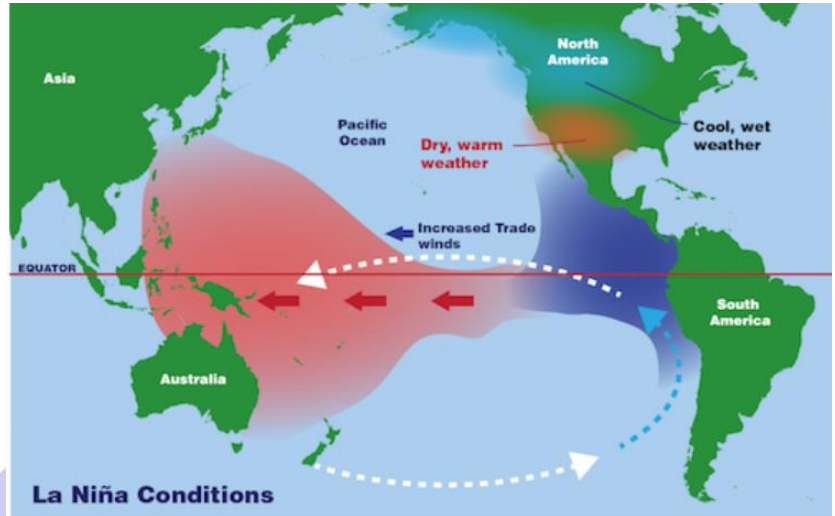 North
America
Asia
Pacific
Ocean
Cool, wet
weather
Dry, warm
weather
Increased Trade
winds
EQUATOR
South
America
Australia
La Niña Conditions